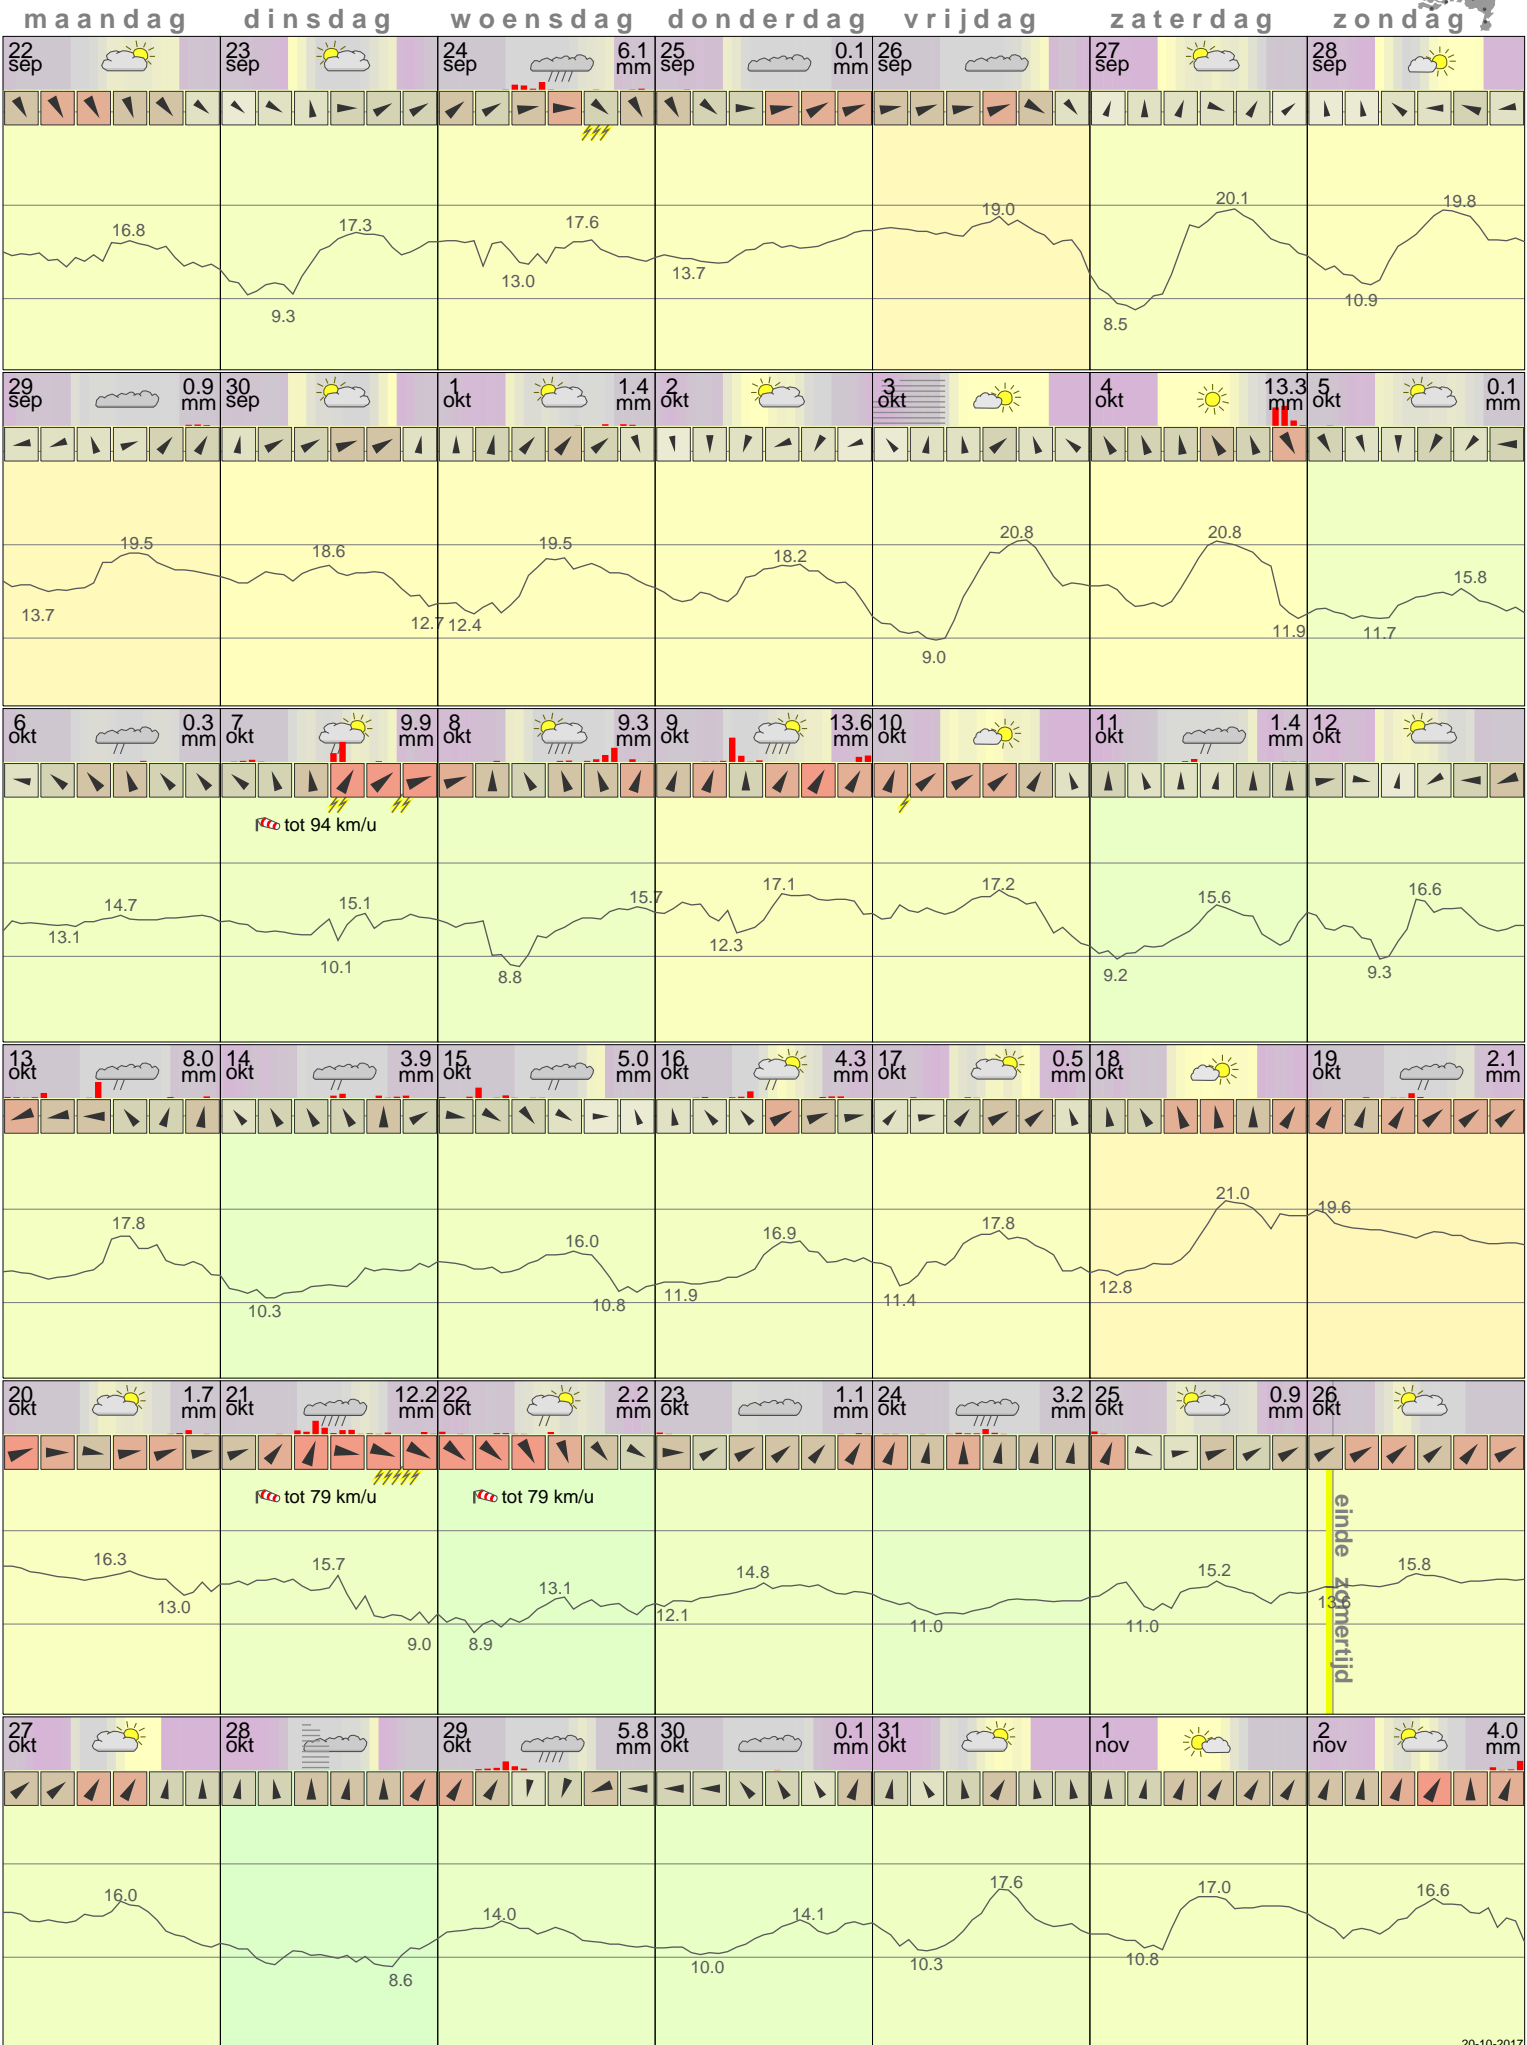 maandag dinsdag woensdag donderdag vrijdag zaterdag zondag
22 sep
23 sep
24 sep 6.1 mm
25 sep 0.1 mm
26 sep
27 sep
28 sep
16.8
9.3 17.3
13.0 17.6
13.7
19.0
8.5 20.1
10.9 19.8
29 sep 0.9 mm
30 sep
1 okt 1.4 mm
2 okt
3 okt
4 okt 13.3 mm
5 okt 0.1 mm
13.7 19.5
18.6 12.7
12.4 19.5
18.2
9.0 20.8
20.8 11.9
11.7 15.8
6 okt 0.3 mm
7 okt 9.9 mm
8 okt 9.3 mm
9 okt 13.6 mm
10 okt
11 okt 1.4 mm
12 okt
tot 94 km/u
13.1 14.7
10.1 15.1
8.8 15.7
12.3 17.1
17.2
9.2 15.6
9.3 16.6
13 okt 8.0 mm
14 okt 3.9 mm
15 okt 5.0 mm
16 okt 4.3 mm
17 okt 0.5 mm
18 okt
19 okt 2.1 mm
17.8
10.3
16.0 10.8
11.9 16.9
11.4 17.8
12.8 21.0
19.6
20 okt 1.7 mm
21 okt 12.2 mm
22 okt 2.2 mm
23 okt 1.1 mm
24 okt 3.2 mm
25 okt 0.9 mm
26 okt
tot 79 km/u
tot 79 km/u
16.3 13.0
15.7 9.0
8.9 13.1
12.1 14.8
11.0
11.0 15.2
15.8
einde zomertijd
27 okt
28 okt
29 okt 5.8 mm
30 okt 0.1 mm
31 okt
1 nov
2 nov 4.0 mm
16.0
8.6
14.0
10.0 14.1
10.3 17.6
10.8 17.0
16.6
20-10-2017